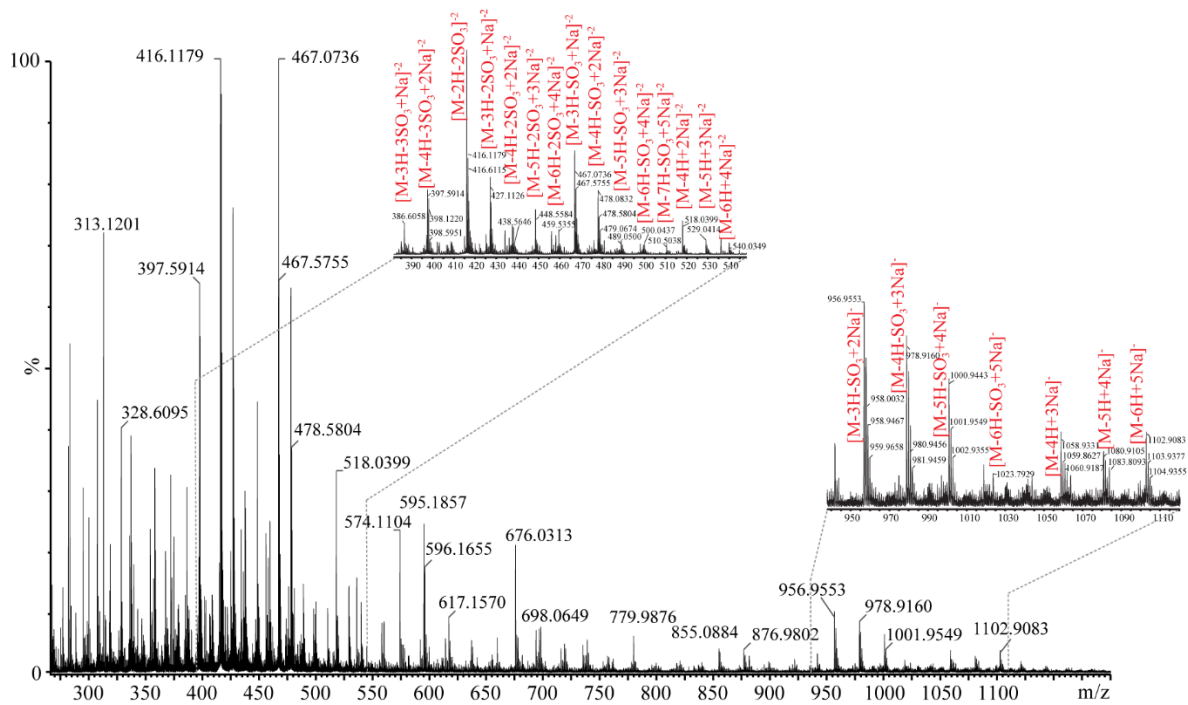 100
%
0
416.1179
467.0736
313.1201
397.5914
467.5755
328.6095
478.5804
518.0399
574.1104
595.1857
596.1655
617.1570
676.0313
698.0649
779.9876
855.0884
876.9802
956.9553
978.9160
1001.9549
1102.9083
300 350 400 450 500 550 600 650 700 750 800 850 900 950 1000 1050 1100 m/z
[M-3H-3SO₃+Na]⁻²
[M-4H-3SO₃+2Na]⁻²
[M-2H-2SO₃]⁻²
[M-3H-2SO₃+Na]⁻²
[M-4H-2SO₃+2Na]⁻²
[M-5H-2SO₃+3Na]⁻²
[M-6H-2SO₃+4Na]⁻²
[M-3H-SO₃+Na]⁻²
[M-4H-SO₃+2Na]⁻²
[M-5H-SO₃+3Na]⁻²
[M-6H-SO₃+4Na]⁻²
[M-7H-SO₃+5Na]⁻²
[M-4H+2Na]⁻²
[M-5H+3Na]⁻²
[M-6H+4Na]⁻²
386.6058
397.5914
398.1220
398.5951
416.1179
416.6115
427.1126
438.5646
448.5584
459.5355
467.0736
467.5755
478.0832
478.5804
479.0674
489.0500
500.0437
510.5038
518.0399
529.0414
540.0349
390 400 410 420 430 440 450 460 470 480 490 500 510 520 530 540
[M-3H-SO₃+2Na]⁻
[M-4H-SO₃+3Na]⁻
[M-5H-SO₃+4Na]⁻
[M-6H-SO₃+5Na]⁻
[M-4H+3Na]⁻
[M-5H+4Na]⁻
[M-6H+5Na]⁻
956.9553
958.0032
958.9467
959.9658
978.9160
980.9456
981.9459
1000.9443
1001.9549
1002.9355
1023.7929
1058.9331
1059.8627
1060.9187
1080.9105
1083.8093
1102.9083
1103.9377
1104.9355
950 970 990 1010 1030 1050 1070 1090 1110